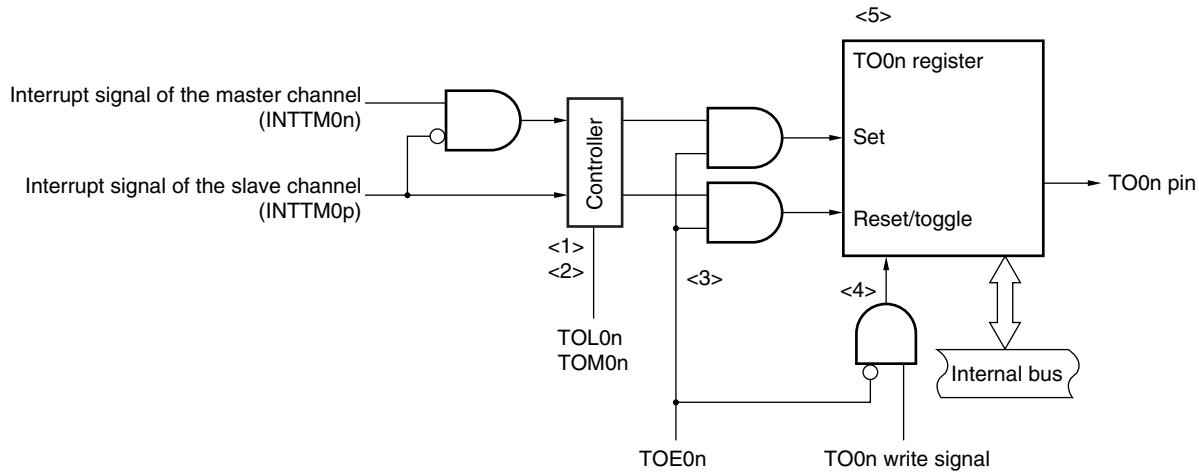 <5>
TO0n register
Interrupt signal of the master channel
(INTTM0n)
Controller
Set
Interrupt signal of the slave channel
(INTTM0p)
TO0n pin
Reset/toggle
<1>
<2>
<3>
<4>
TOL0n
TOM0n
Internal bus
TOE0n
TO0n write signal